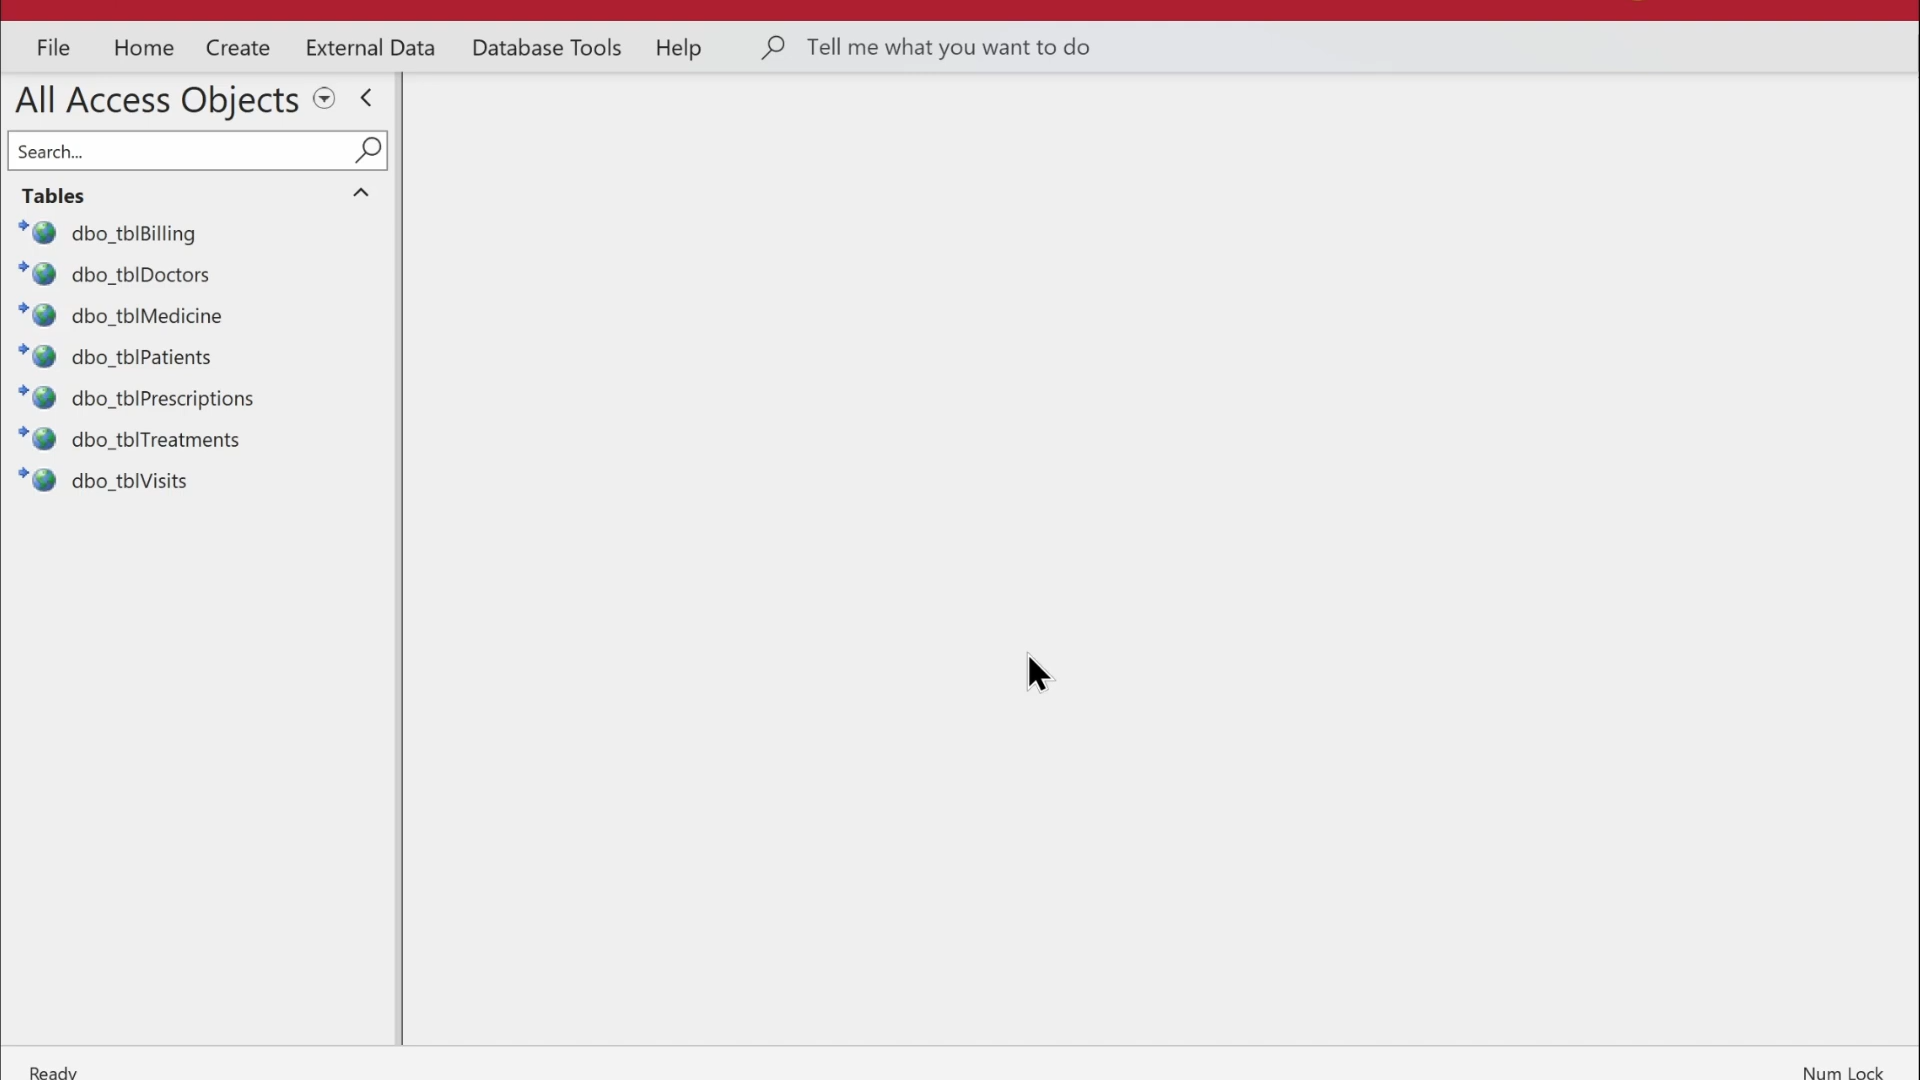 File Home Create External Data Database Tools Help Tell me what you want to do
All Access Objects
Search...
Tables
dbo_tblBilling
dbo_tblDoctors
dbo_tblMedicine
dbo_tblPatients
dbo_tblPrescriptions
dbo_tblTreatments
dbo_tblVisits
Ready Num Lock